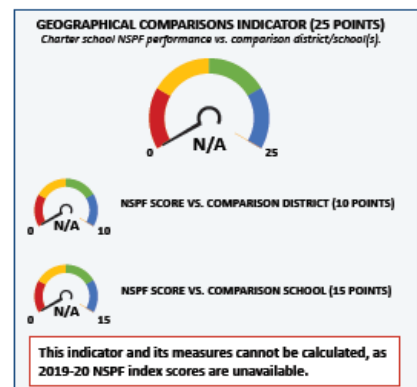 GEOGRAPHICAL COMPARISONS INDICATOR (25 POINTS)
Charter school NSPF performance vs. comparison district/school(s).
0 N/A 25
NSPF SCORE VS. COMPARISON DISTRICT (10 POINTS)
0 N/A 10
NSPF SCORE VS. COMPARISON SCHOOL (15 POINTS)
0 N/A 15
This indicator and its measures cannot be calculated, as
2019-20 NSPF index scores are unavailable.